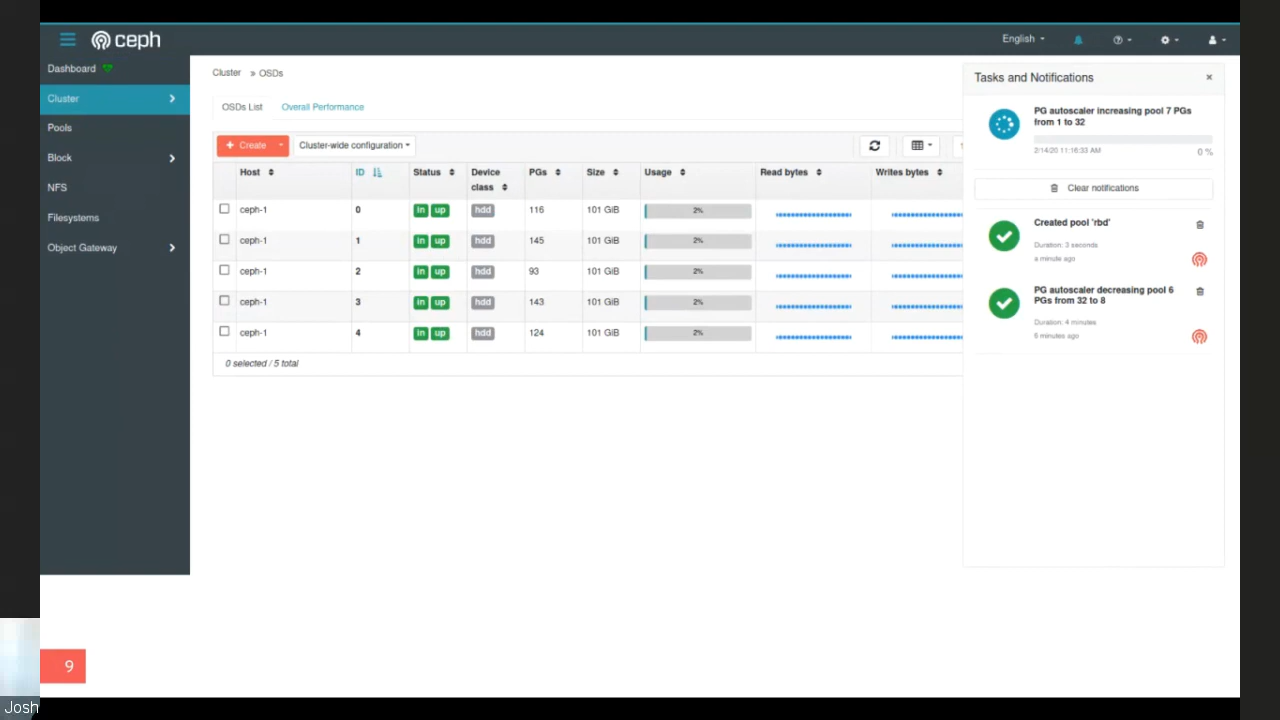 ceph
English
Dashboard
Cluster
Pools
Block
NFS
Filesystems
Object Gateway
Cluster » OSDs
OSDs List Overall Performance
+ Create Cluster-wide configuration
Host ID Status Device class PGs Size Usage Read bytes Writes bytes
ceph-1 0 in up hdd 116 101 GiB 2%
ceph-1 1 in up hdd 145 101 GiB 2%
ceph-1 2 in up hdd 93 101 GiB 2%
ceph-1 3 in up hdd 143 101 GiB 2%
ceph-1 4 in up hdd 124 101 GiB 2%
0 selected / 5 total
Tasks and Notifications ×
PG autoscaler increasing pool 7 PGs
from 1 to 32
2/14/20 11:16:33 AM 0 %
Clear notifications
Created pool 'rbd'
Duration: 3 seconds
a minute ago
PG autoscaler decreasing pool 6
PGs from 32 to 8
Duration: 4 minutes
6 minutes ago
9
Josh